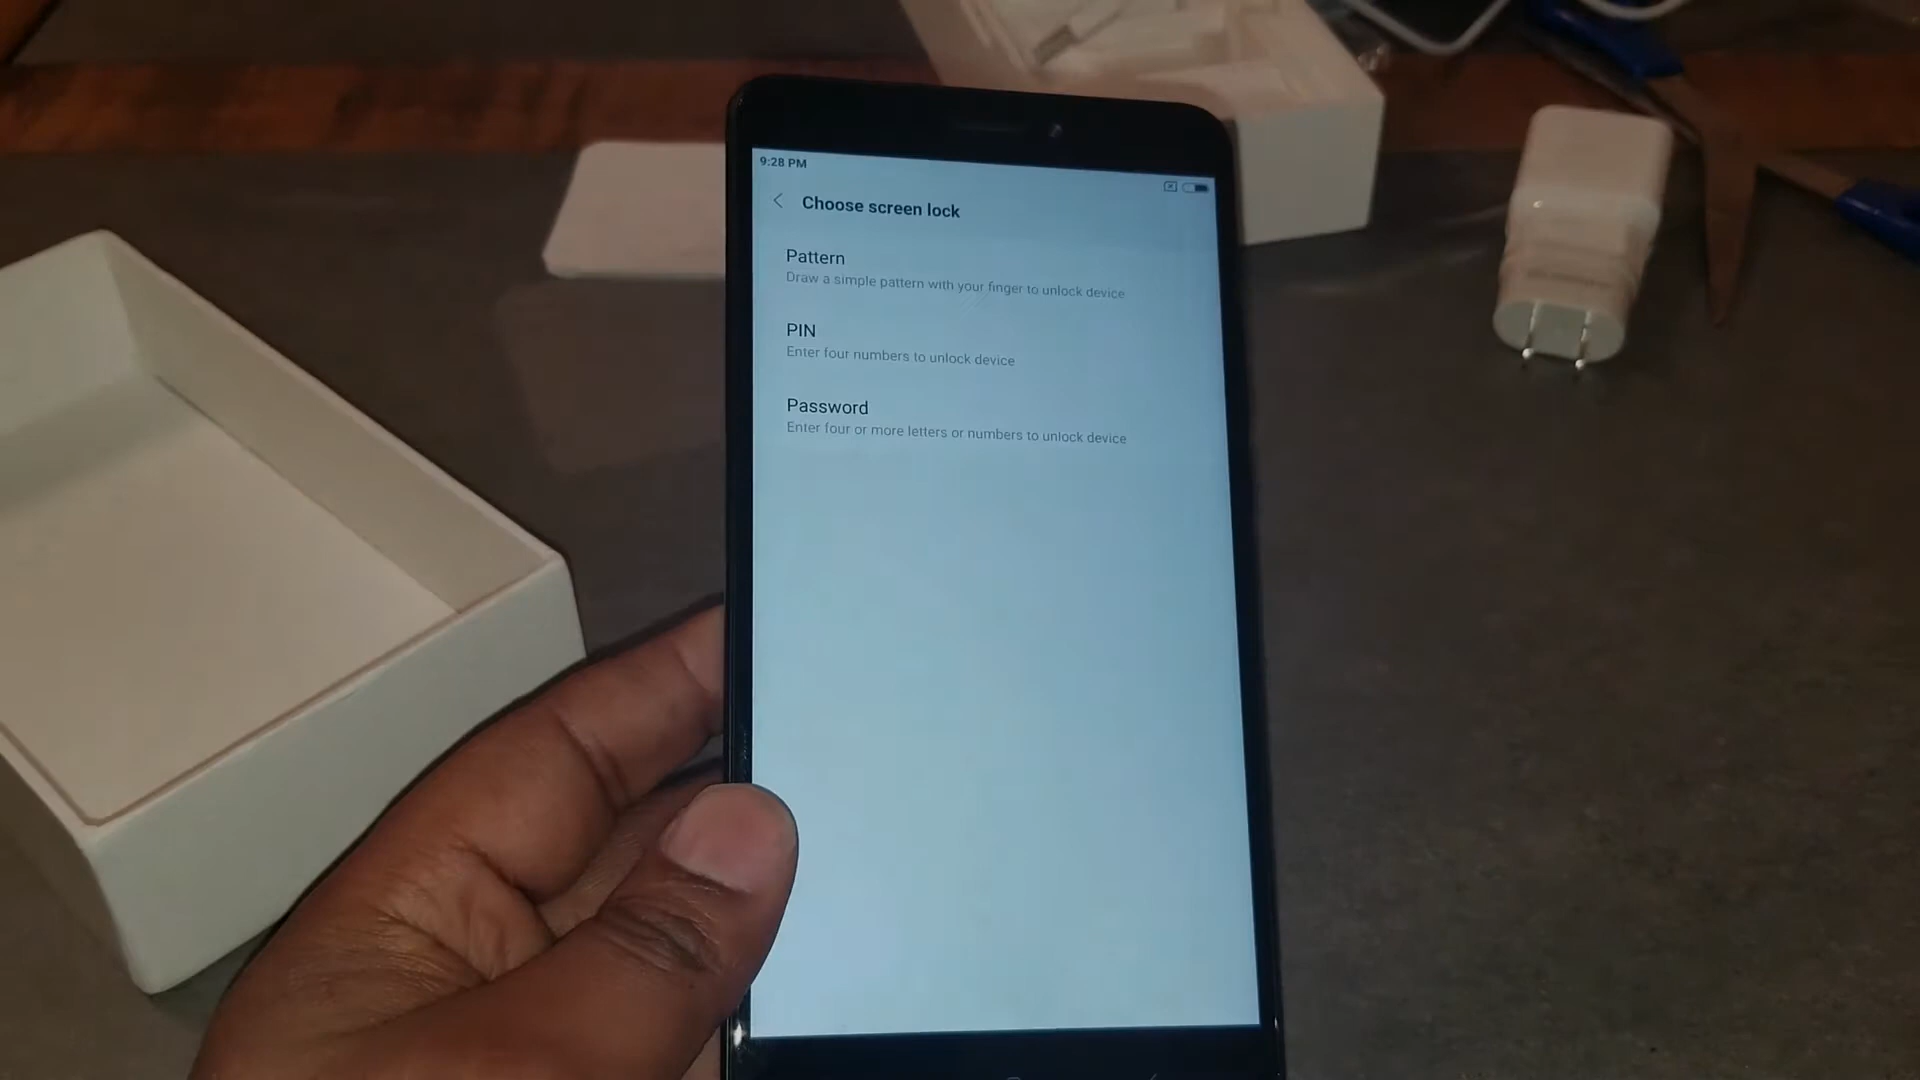 9:28 PM
Choose screen lock
Pattern
Draw a simple pattern with your finger to unlock device
PIN
Enter four numbers to unlock device
Password
Enter four or more letters or numbers to unlock device